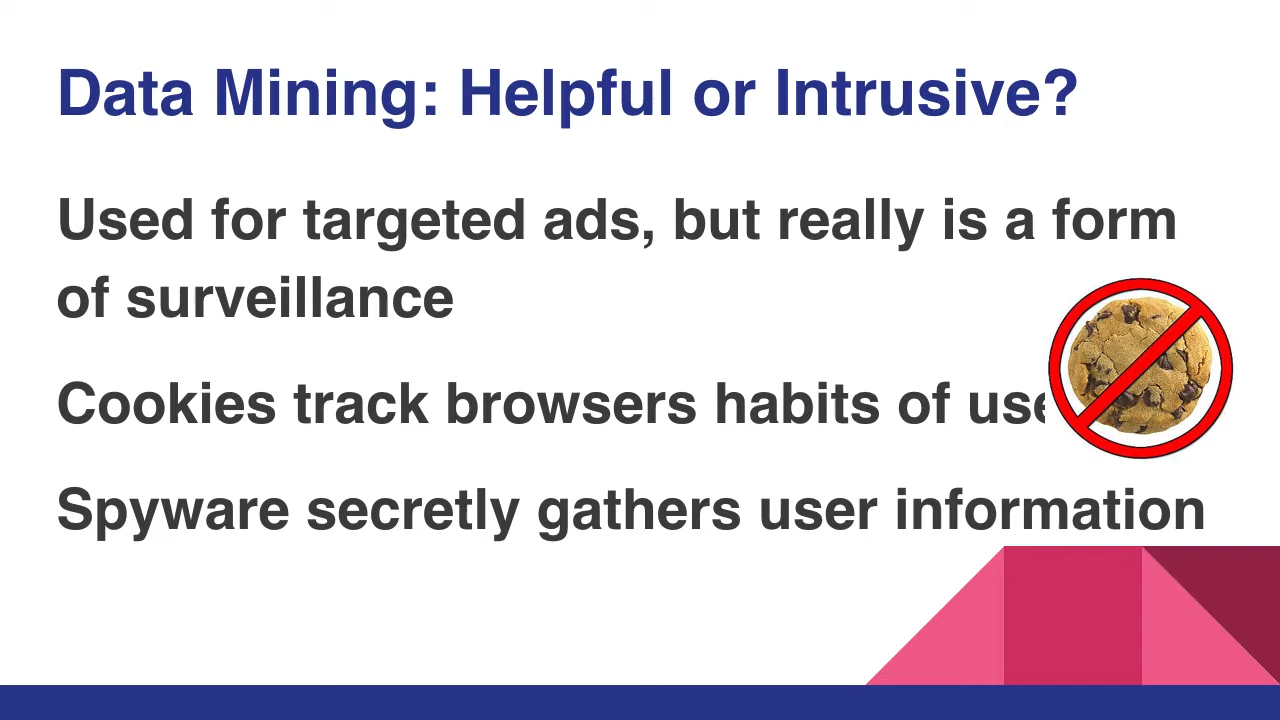 Data Mining: Helpful or Intrusive?
Used for targeted ads, but really is a form
of surveillance
Cookies track browsers habits of
Spyware secretly gathers user information